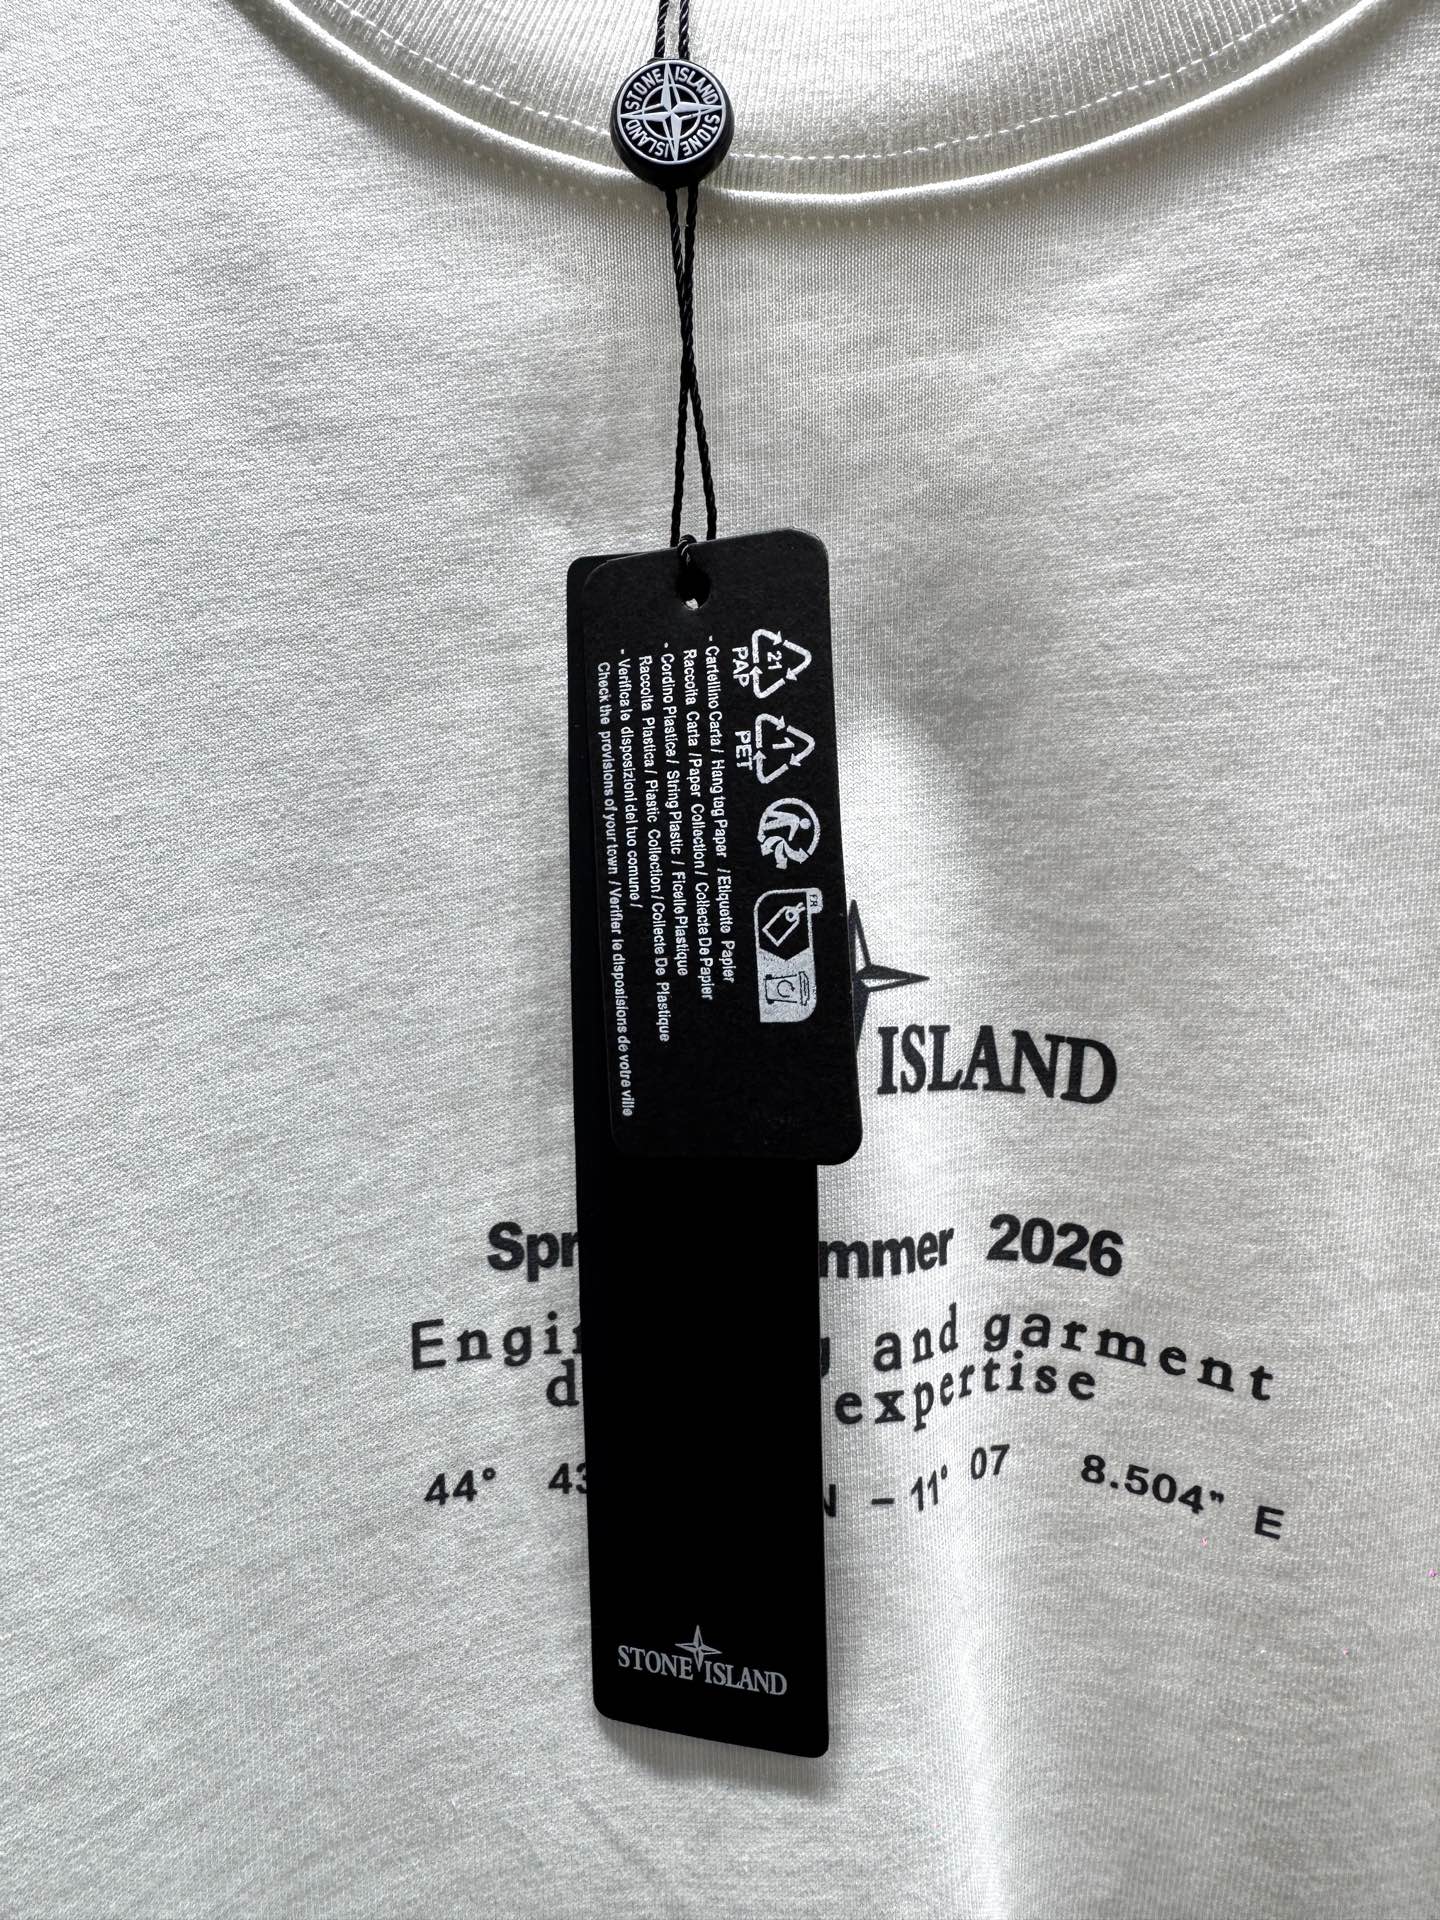 STONE ISLAND STONE ISLAND
21
PAP
1
PET
FR
- Cartellino Carta / Hang tag Paper / Etiquette Papier
Raccolta Carta / Paper Collection / Collecte De Papier
- Cordino Plastica / String Plastic / Ficelle Plastique
Raccolta Plastica / Plastic Collection / Collecte De Plastique
- Verifica le disposizioni del tuo comune /
Check the provisions of your town / Verifier le disposisions de votre ville
ISLAND
Spr mmer 2026
Engi and garment
d expertise
44° 43 N - 11° 07 8.504" E
STONE ISLAND